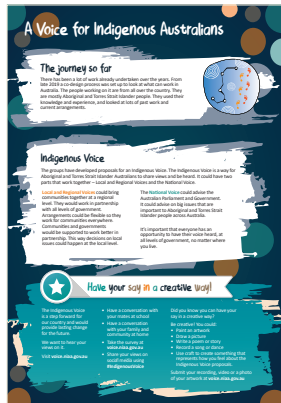 A Voice for Indigenous Australians
The journey so far
There has been a lot of work already undertaken over the years. From
late 2019 a co-design process was set up to look at what can work in
Australia. The people working on it are from all over the country. They
are mostly Aboriginal and Torres Strait Islander people. They used their
knowledge and experience, and looked at lots of past work and
current arrangements.
Indigenous Voice
The groups have developed proposals for an Indigenous Voice. The Indigenous Voice is a way for
Aboriginal and Torres Strait Islander Australians to share views and be heard. It could have two
parts that work together – Local and Regional Voices and the National Voice.
Local and Regional Voices could bring
communities together at a regional
level. They would work in partnership
with all levels of government.
Arrangements could be flexible so they
work for communities everywhere.
Communities and governments
would be supported to work better in
partnership. This way decisions on local
issues could happen at the local level.
The National Voice could advise the
Australian Parliament and Government.
It could advise on big issues that are
important to Aboriginal and Torres Strait
Islander people across Australia.
It's important that everyone has an
opportunity to have their voice heard, at
all levels of government, no matter where
you live.
Have your say in a creative way!
The Indigenous Voice
is a step forward for
our country and would
provide lasting change
for the future.
We want to hear your
views on it.
Visit voice.niaa.gov.au
• Have a conversation with
your mates at school
• Have a conversation
with your family and
community at home
• Take the survey at
voice.niaa.gov.au
• Share your views on
social media using
#IndigenousVoice
Did you know you can have your
say in a creative way?
Be creative! You could:
• Paint an artwork
• Draw a picture
• Write a poem or story
• Record a song or dance
• Use craft to create something that
represents how you feel about the
Indigenous Voice proposals.
Submit your recording, video or a photo
of your artwork at voice.niaa.gov.au